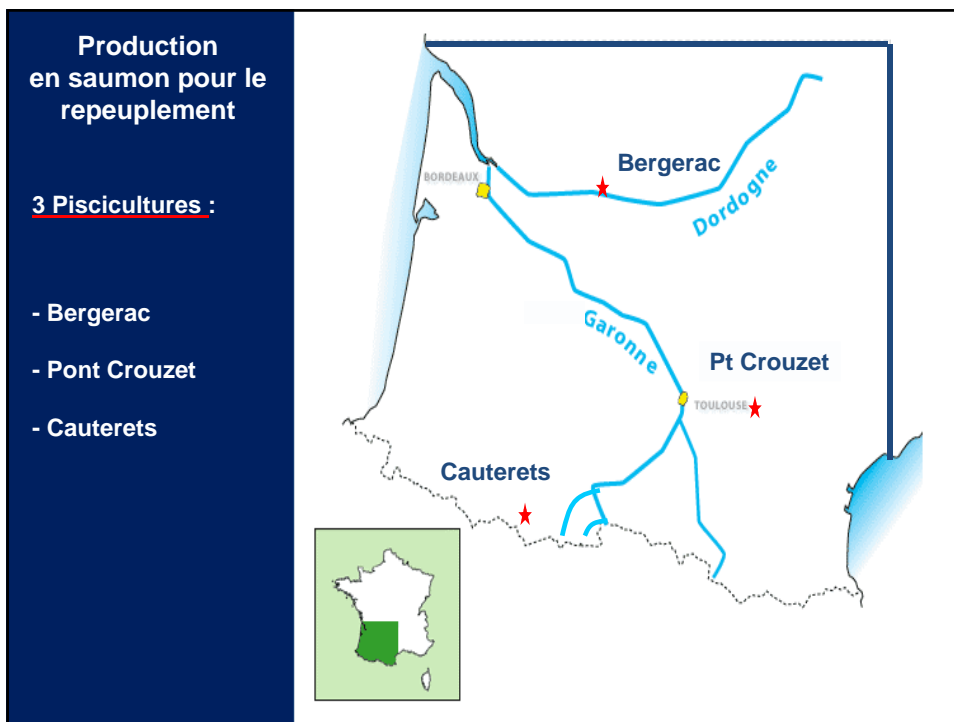 Production
en saumon pour le
repeuplement
3 Piscicultures :
- Bergerac
- Pont Crouzet
- Cauterets
Bergerac
BORDEAUX
Dordogne
Garonne
Pt Crouzet
TOULOUSE
Cauterets